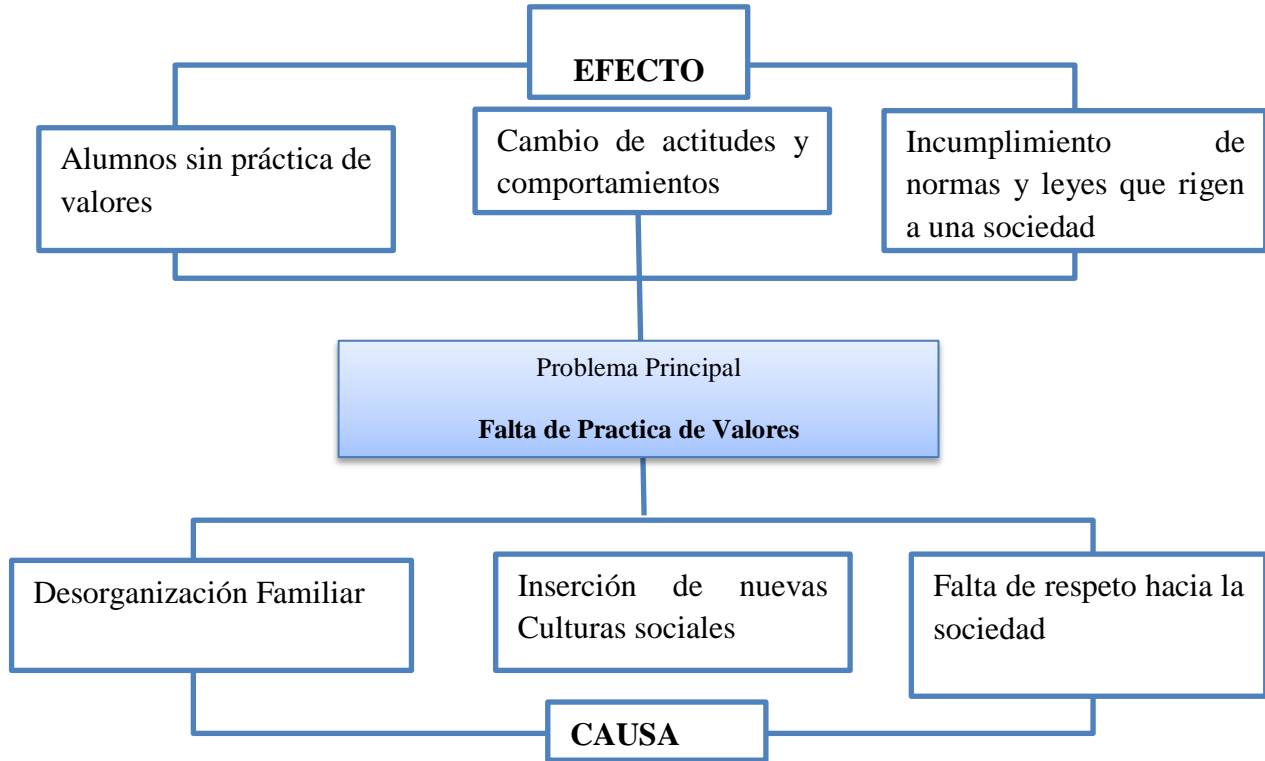 EFECTO
Alumnos sin práctica de
valores
Cambio de actitudes y
comportamientos
Incumplimiento de
normas y leyes que rigen
a una sociedad
Problema Principal
Falta de Practica de Valores
Desorganización Familiar
Inserción de nuevas
Culturas sociales
Falta de respeto hacia la
sociedad
CAUSA